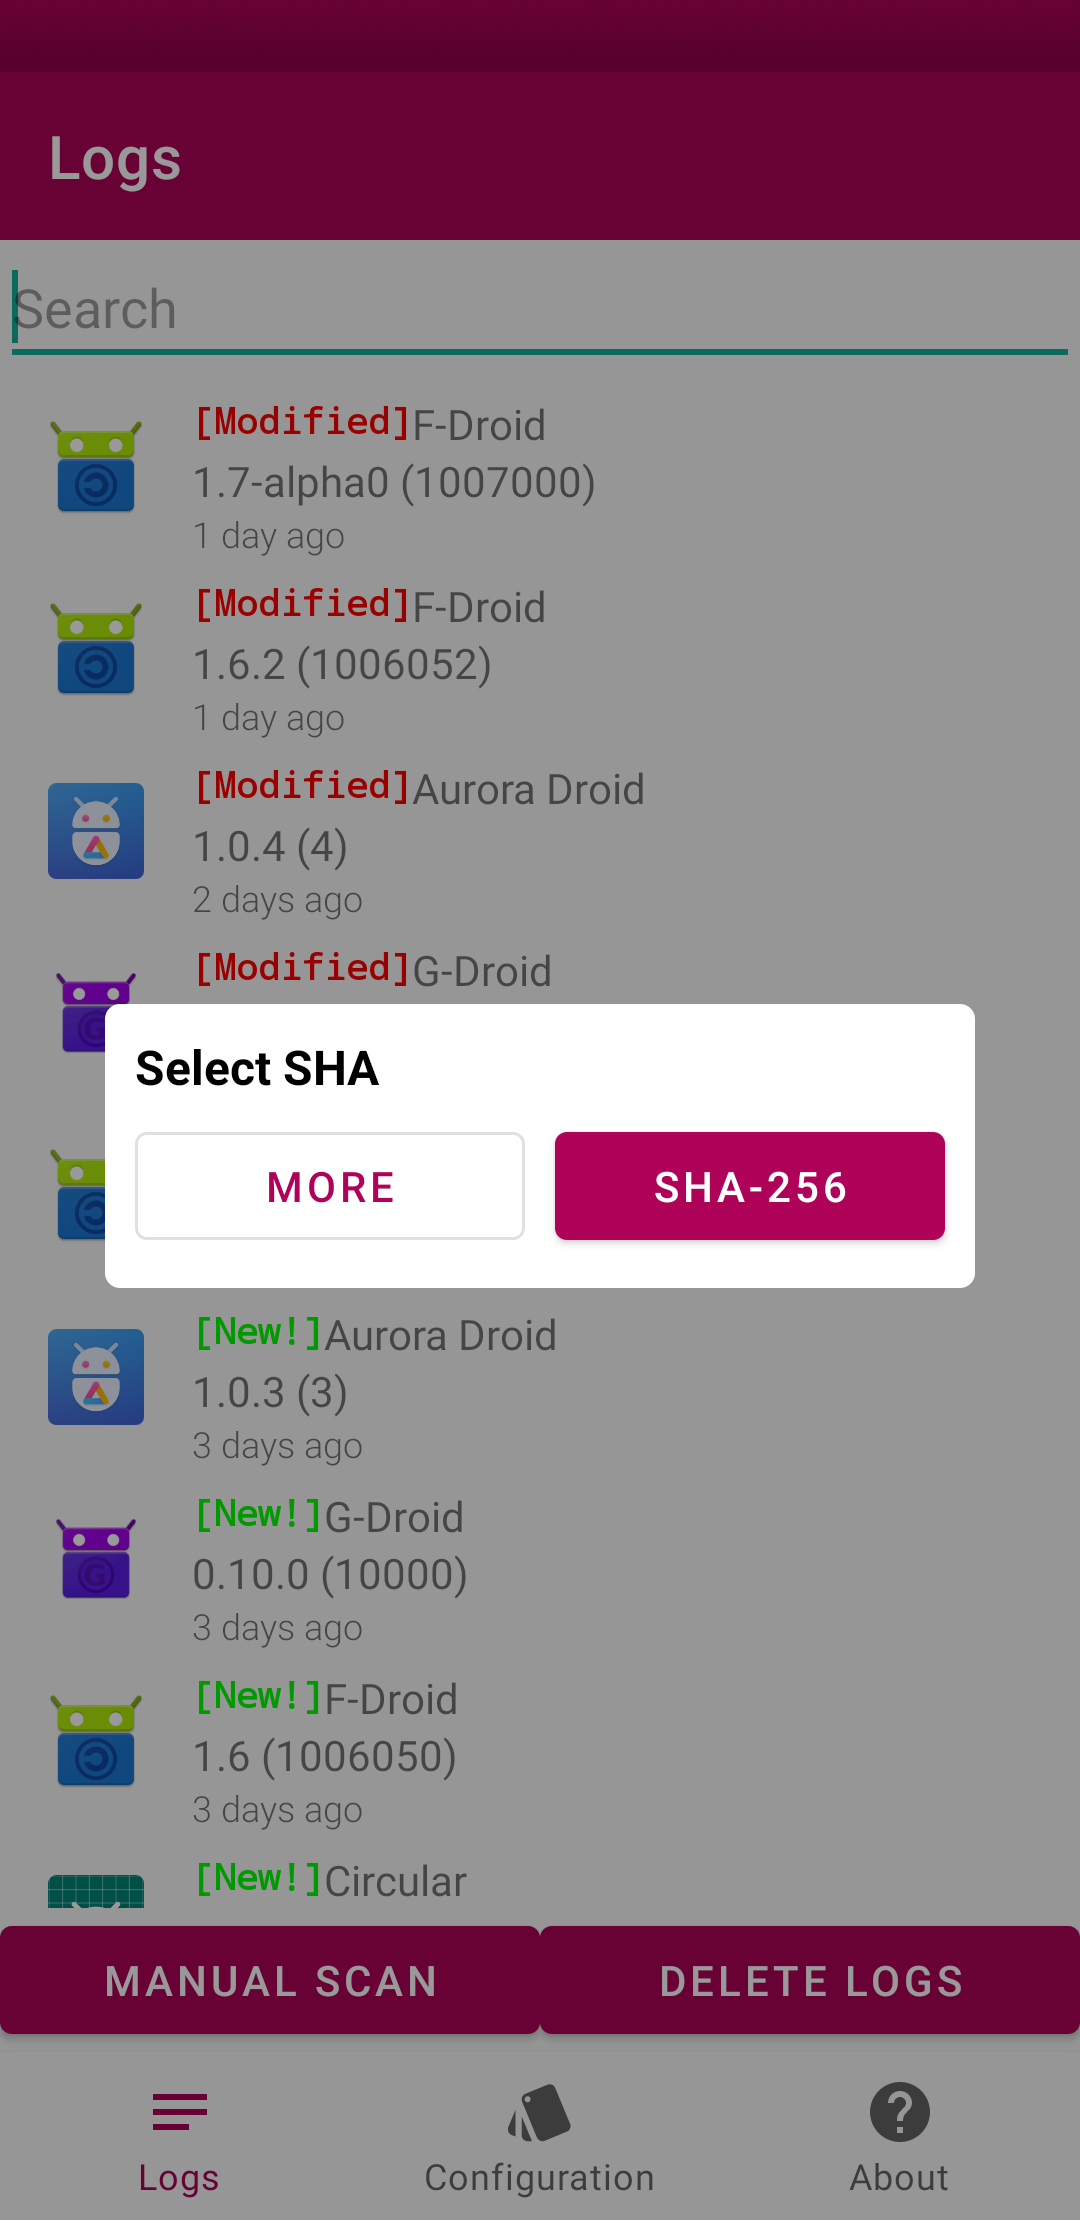 Logs
Search
[Modified]F-Droid
1.7-alpha0 (1007000)
1 day ago
[Modified]F-Droid
1.6.2 (1006052)
1 day ago
[Modified]Aurora Droid
1.0.4 (4)
2 days ago
[Modified]G-Droid
Select SHA
MORE
SHA-256
[New!]Aurora Droid
1.0.3 (3)
3 days ago
[New!]G-Droid
0.10.0 (10000)
3 days ago
[New!]F-Droid
1.6 (1006050)
3 days ago
[New!]Circular
MANUAL SCAN
DELETE LOGS
Logs
Configuration
About